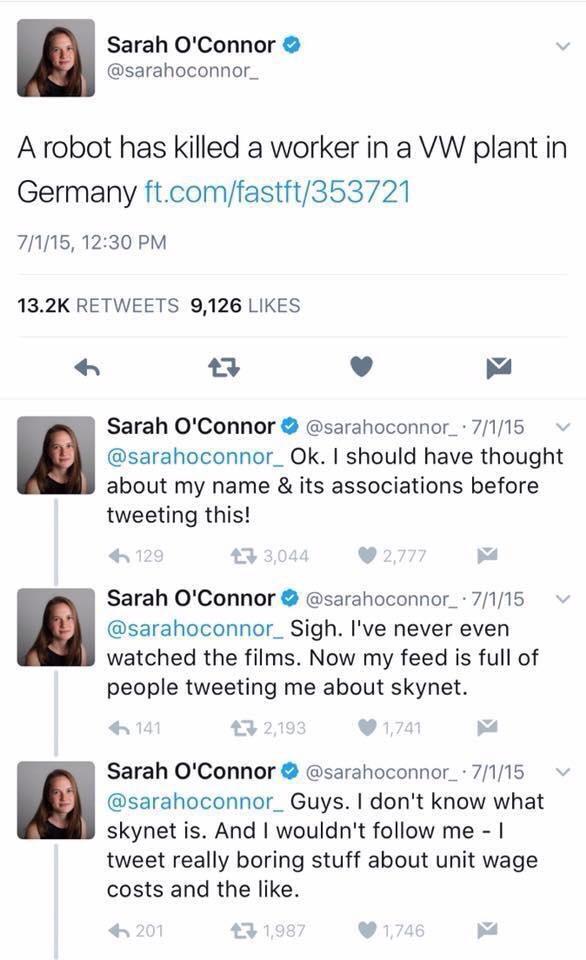 Sarah O'Connor
@sarahoconnor_
A robot has killed a worker in a VW plant in
Germany ft.com/fastft/353721
7/1/15, 12:30 PM
13.2K RETWEETS 9,126 LIKES
Sarah O'Connor @sarahoconnor_ · 7/1/15
@sarahoconnor_ Ok. I should have thought
about my name & its associations before
tweeting this!
129 3,044 2,777
Sarah O'Connor @sarahoconnor_ · 7/1/15
@sarahoconnor_ Sigh. I've never even
watched the films. Now my feed is full of
people tweeting me about skynet.
141 2,193 1,741
Sarah O'Connor @sarahoconnor_ · 7/1/15
@sarahoconnor_ Guys. I don't know what
skynet is. And I wouldn't follow me - I
tweet really boring stuff about unit wage
costs and the like.
201 1,987 1,746